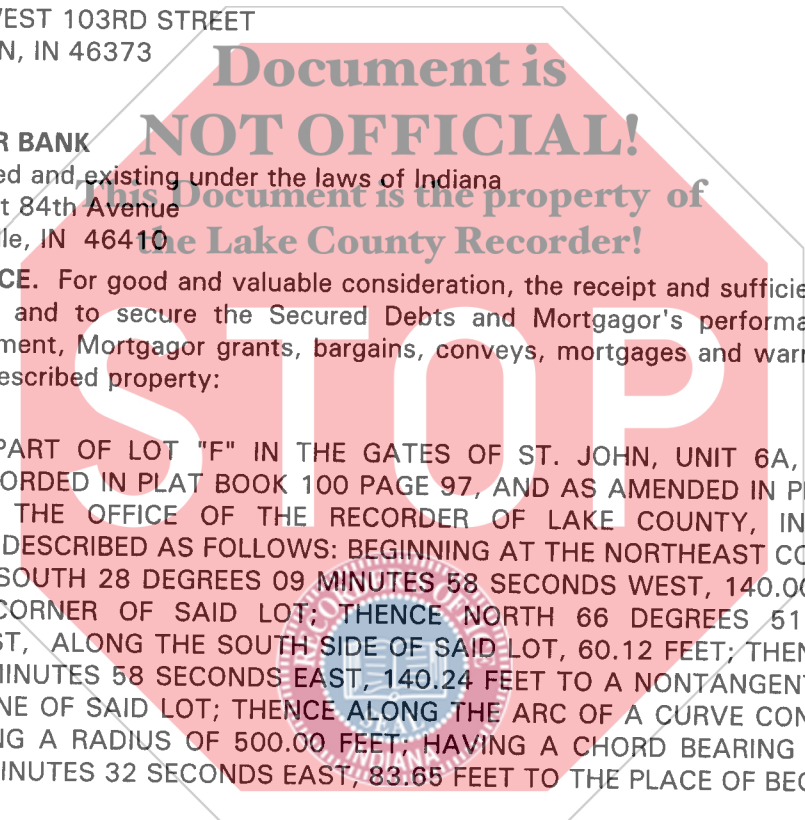 EST 103RD STREET
N, IN 46373
Document is
NOT OFFICIAL!
R BANK
ed and existing under the laws of Indiana
This Document is the property of
t 84th Avenue
le, IN 46410
the Lake County Recorder!
CE. For good and valuable consideration, the receipt and sufficie
and to secure the Secured Debts and Mortgagor's performa
ment, Mortgagor grants, bargains, conveys, mortgages and warr
escribed property:
STOP
PART OF LOT "F" IN THE GATES OF ST. JOHN, UNIT 6A,
ORDED IN PLAT BOOK 100 PAGE 97, AND AS AMENDED IN P
THE OFFICE OF THE RECORDER OF LAKE COUNTY, IN
DESCRIBED AS FOLLOWS: BEGINNING AT THE NORTHEAST CO
SOUTH 28 DEGREES 09 MINUTES 58 SECONDS WEST, 140.00
CORNER OF SAID LOT; THENCE NORTH 66 DEGREES 51
ST, ALONG THE SOUTH SIDE OF SAID LOT, 60.12 FEET; THEN
MINUTES 58 SECONDS EAST, 140.24 FEET TO A NONTANGENT
NE OF SAID LOT; THENCE ALONG THE ARC OF A CURVE CON
NG A RADIUS OF 500.00 FEET; HAVING A CHORD BEARING
MINUTES 32 SECONDS EAST, 83.65 FEET TO THE PLACE OF BEG
RECORDER'S OFFICE
SEAL
INDIANA